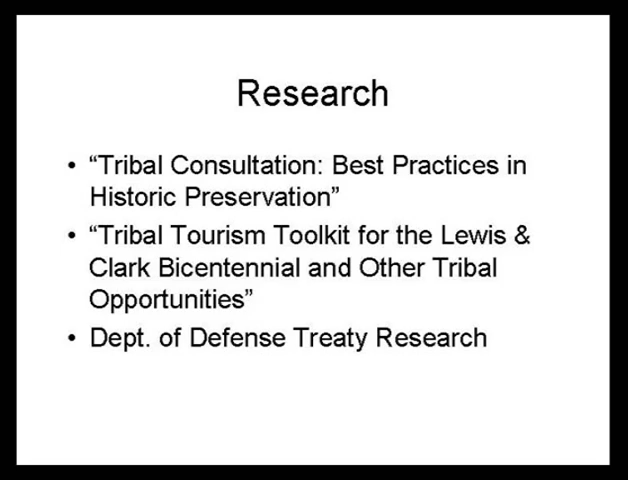 Research
• “Tribal Consultation: Best Practices in
Historic Preservation”
• “Tribal Tourism Toolkit for the Lewis &
Clark Bicentennial and Other Tribal
Opportunities”
• Dept. of Defense Treaty Research